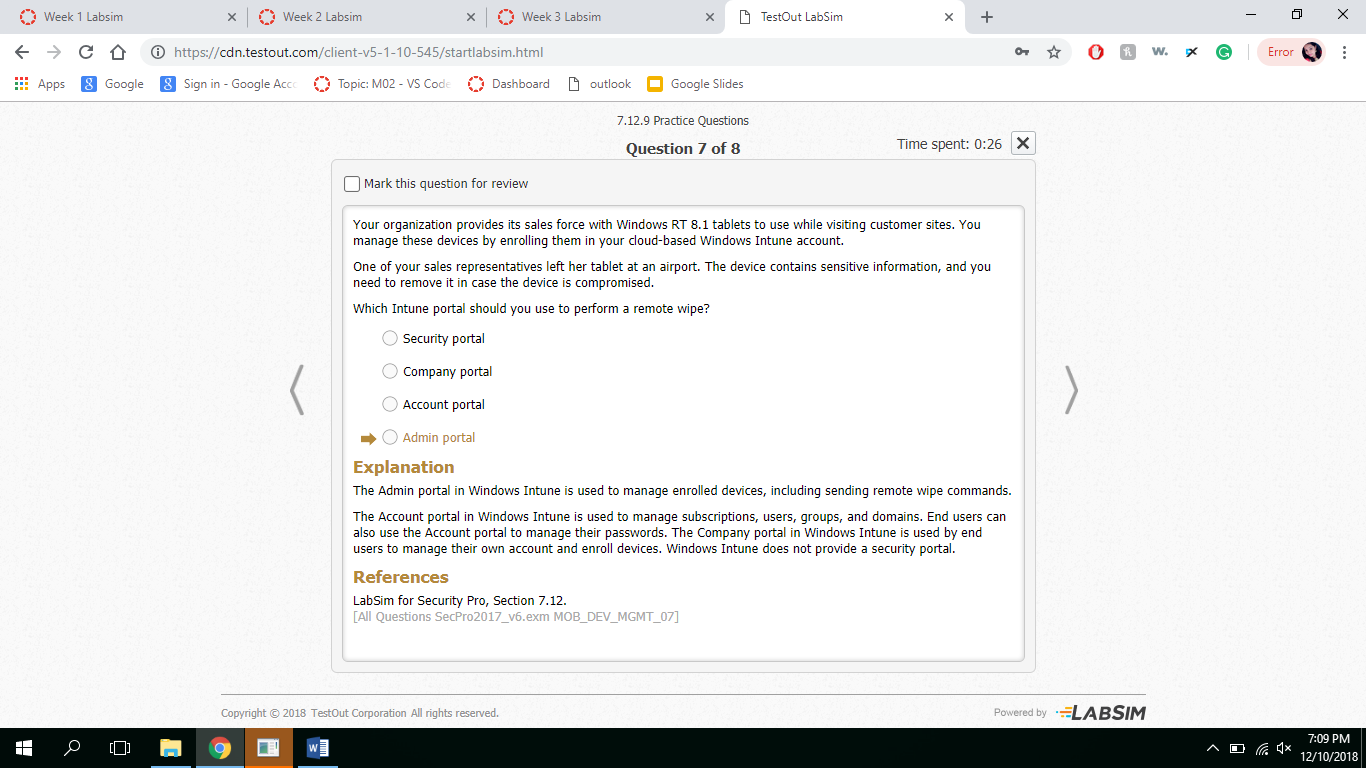 Week 1 Labsim
Week 2 Labsim
Week 3 Labsim
TestOut LabSim
https://cdn.testout.com/client-v5-1-10-545/startlabsim.html
Error
Apps
Google
Sign in - Google Acco
Topic: M02 - VS Code
Dashboard
outlook
Google Slides
7.12.9 Practice Questions
Question 7 of 8
Time spent: 0:26
Mark this question for review
Your organization provides its sales force with Windows RT 8.1 tablets to use while visiting customer sites. You
manage these devices by enrolling them in your cloud-based Windows Intune account.
One of your sales representatives left her tablet at an airport. The device contains sensitive information, and you
need to remove it in case the device is compromised.
Which Intune portal should you use to perform a remote wipe?
Security portal
Company portal
Account portal
Admin portal
Explanation
The Admin portal in Windows Intune is used to manage enrolled devices, including sending remote wipe commands.
The Account portal in Windows Intune is used to manage subscriptions, users, groups, and domains. End users can
also use the Account portal to manage their passwords. The Company portal in Windows Intune is used by end
users to manage their own account and enroll devices. Windows Intune does not provide a security portal.
References
LabSim for Security Pro, Section 7.12.
[All Questions SecPro2017_v6.exm MOB_DEV_MGMT_07]
Copyright © 2018 TestOut Corporation All rights reserved.
Powered by LABSIM
7:09 PM
12/10/2018